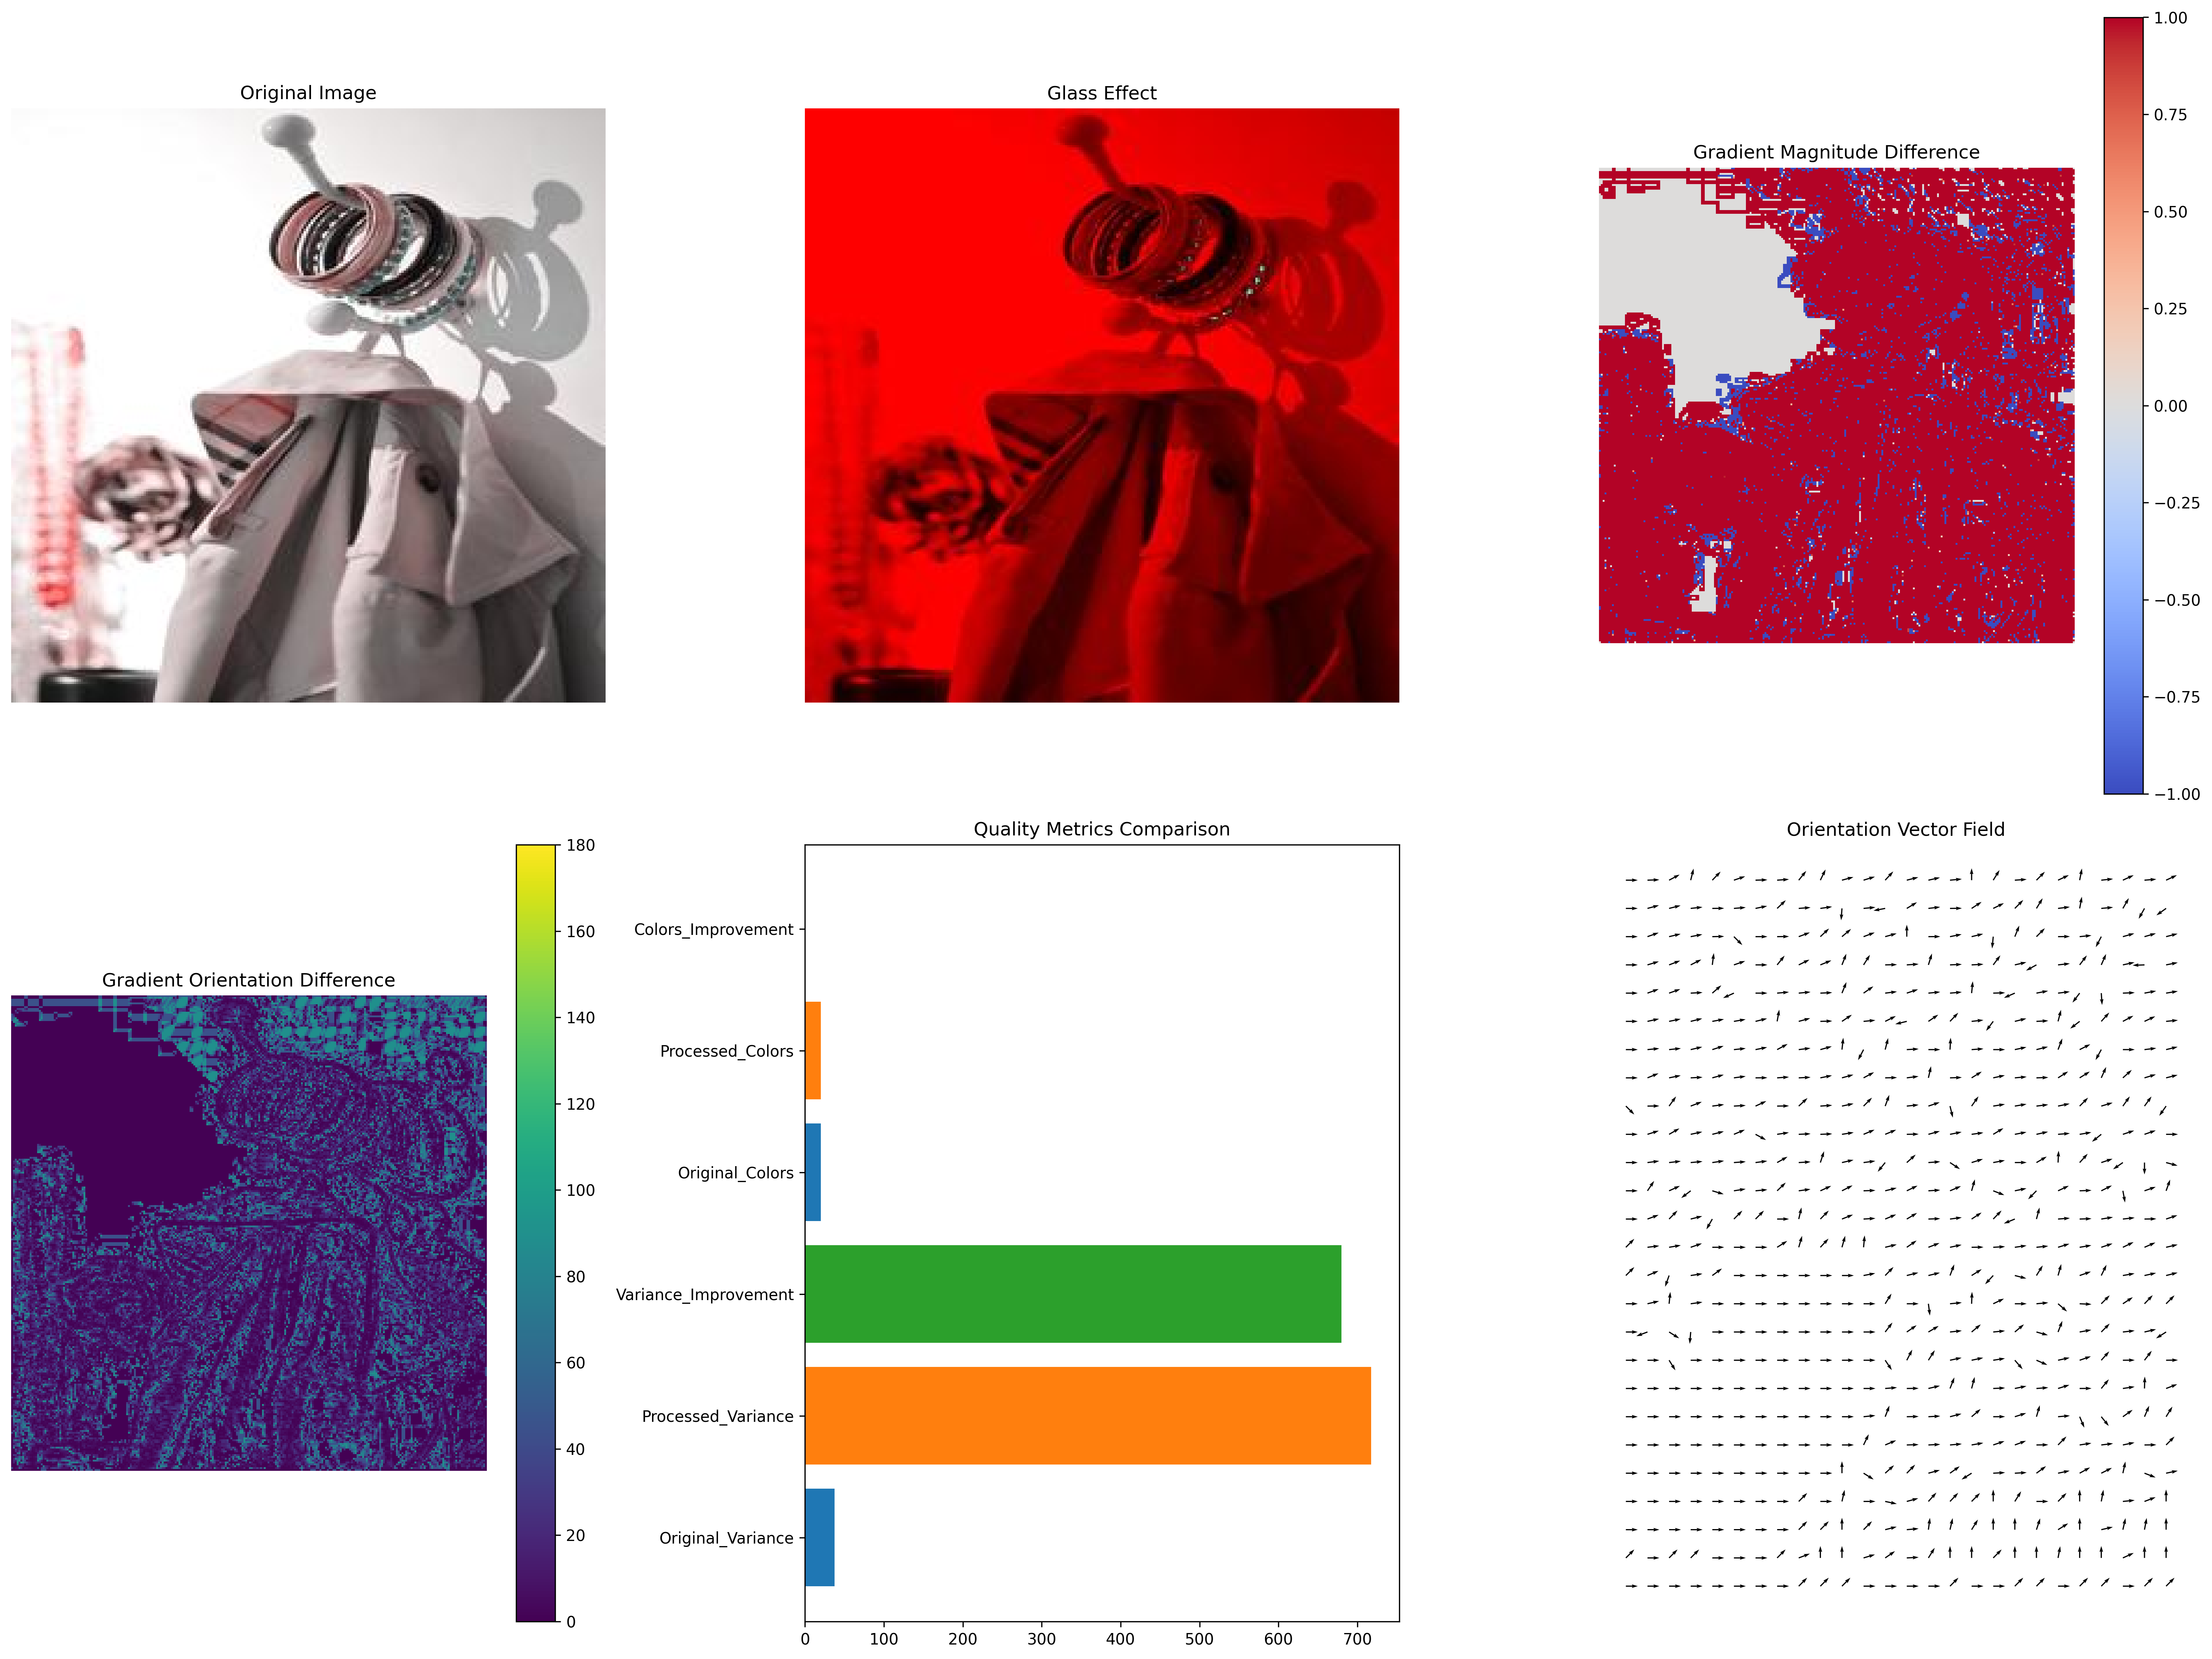 Original Image
Glass Effect
Gradient Magnitude Difference
1.00
0.75
0.50
0.25
0.00
−0.25
−0.50
−0.75
−1.00
Gradient Orientation Difference
180
160
140
120
100
80
60
40
20
0
Quality Metrics Comparison
Colors_Improvement
Processed_Colors
Original_Colors
Variance_Improvement
Processed_Variance
Original_Variance
0 100 200 300 400 500 600 700
Orientation Vector Field